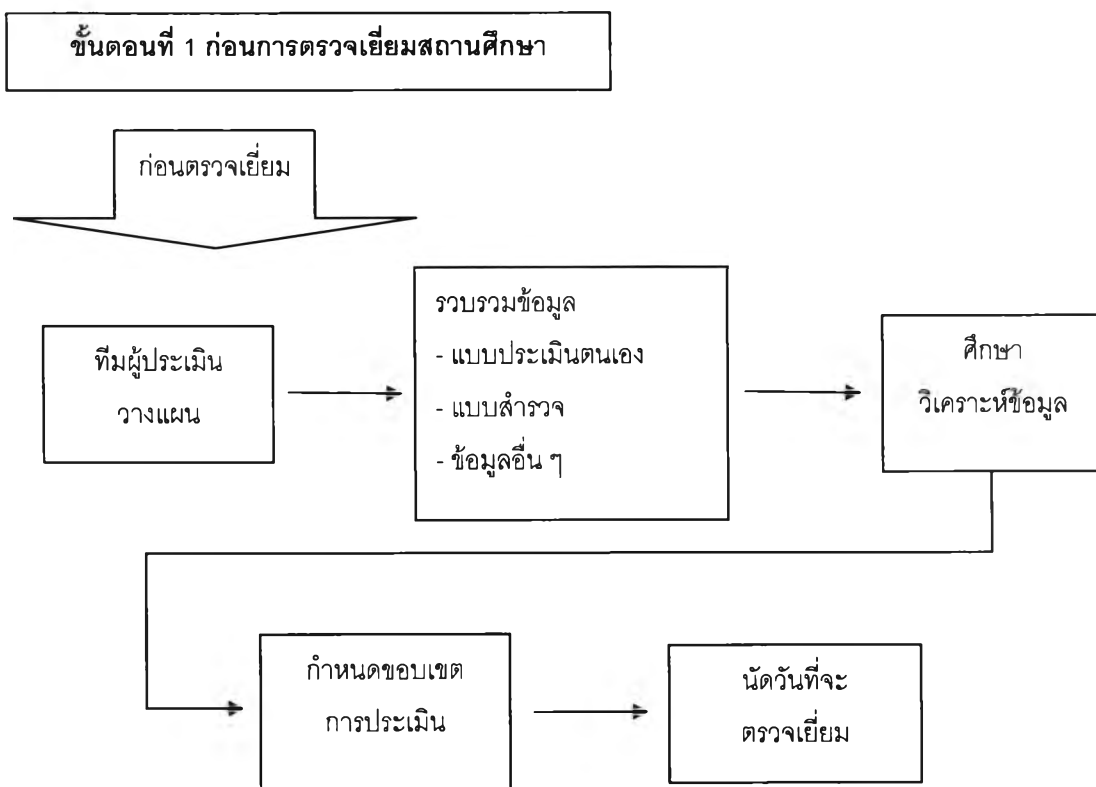 ขั้นตอนที่ 1 ก่อนการตรวจเยี่ยมสถานศึกษา
ก่อนตรวจเยี่ยม
ทีมผู้ประเมิน
วางแผน
รวบรวมข้อมูล
- แบบประเมินตนเอง
- แบบสำรวจ
- ข้อมูลอื่น ๆ
ศึกษา
วิเคราะห์ข้อมูล
กำหนดขอบเขต
การประเมิน
นัดวันที่จะ
ตรวจเยี่ยม